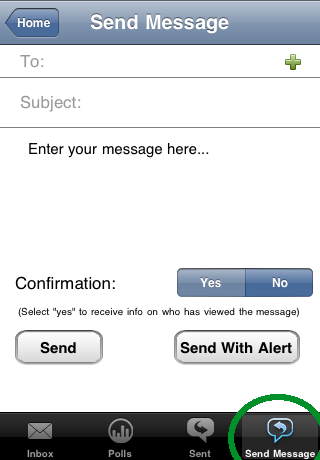 Home
Send Message
To:
Subject:
Enter your message here...
Confirmation:
Yes
No
(Select "yes" to receive info on who has viewed the message)
Send
Send With Alert
Inbox
Polls
Sent
Send Message